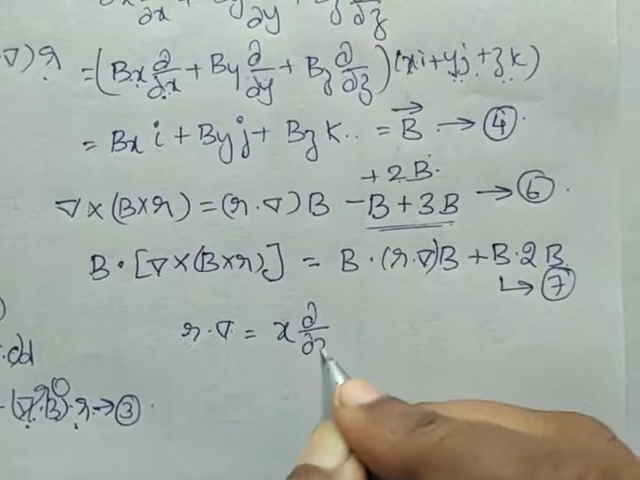 ∂x ∂y ∂z
∇)r = (Bx ∂/∂x + By ∂/∂y + Bz ∂/∂z)(xi + yj + zk)
= Bx i + By j + Bz k.. = B⃗ → ④
+2B.
∇×(B×r) = (r.∇)B -B + 3B → ⑥.
B•[∇×(B×r)] = B•(r.∇)B + B•2B
↳ ⑦
r.∇ = x ∂/∂x
(∇.B).r → ③.